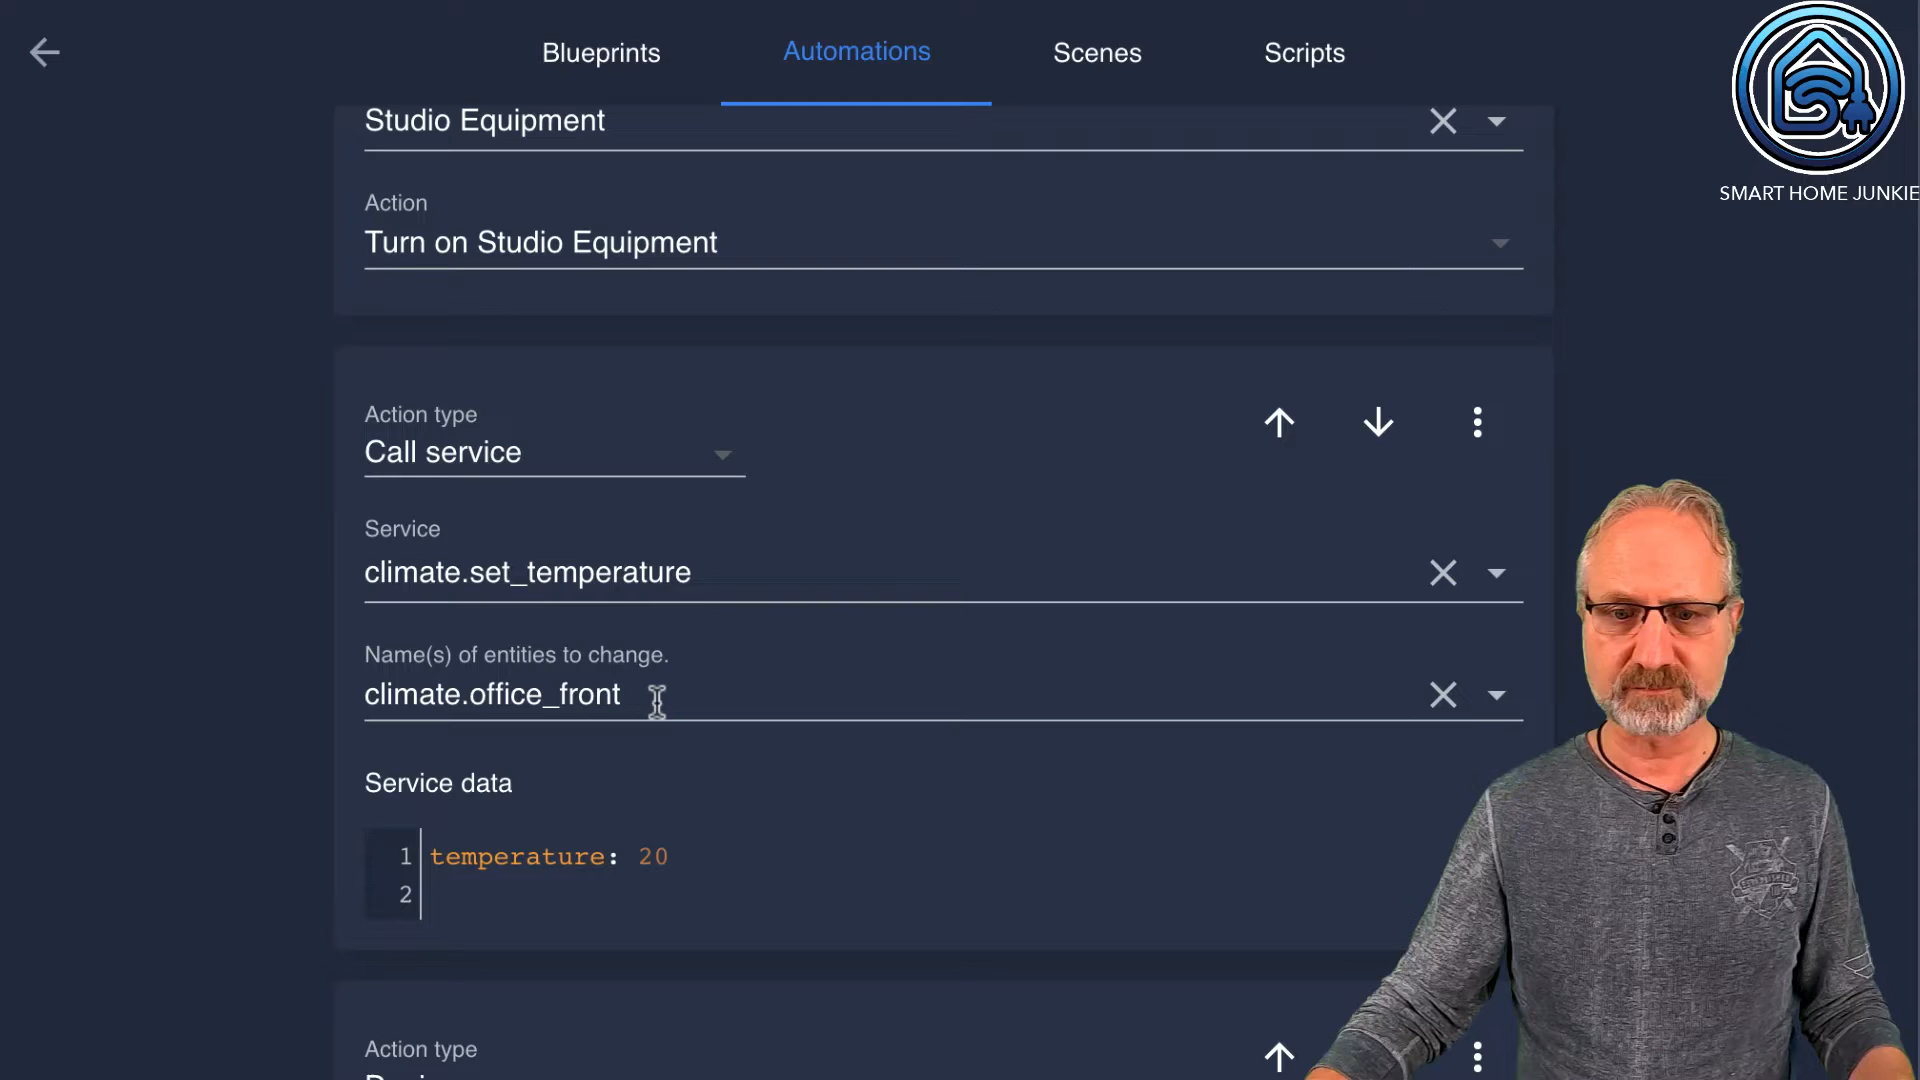 Blueprints Automations Scenes Scripts
SMART HOME JUNKIE
Studio Equipment
Action
Turn on Studio Equipment
Action type
Call service
Service
climate.set_temperature
Name(s) of entities to change.
climate.office_front
Service data
1 temperature: 20
2
Action type